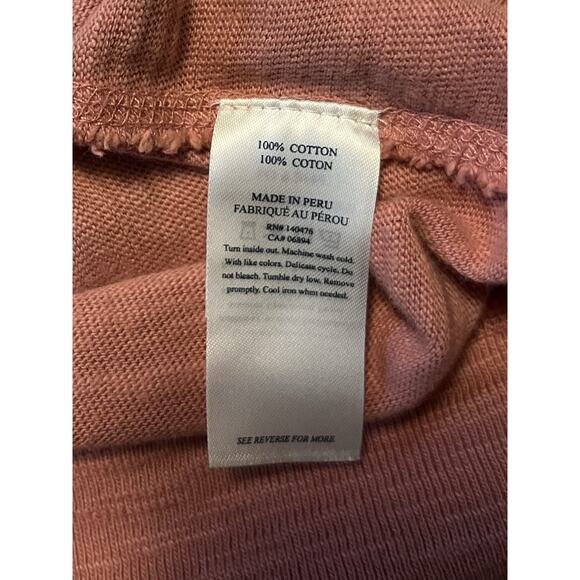 100% COTTON
100% COTON
MADE IN PERU
FABRIQUÉ AU PÉROU
RN# 140476
CA# 06894
Turn inside out. Machine wash cold.
With like colors. Delicate cycle. Do
not bleach. Tumble dry low. Remove
promptly. Cool iron when needed.
SEE REVERSE FOR MORE